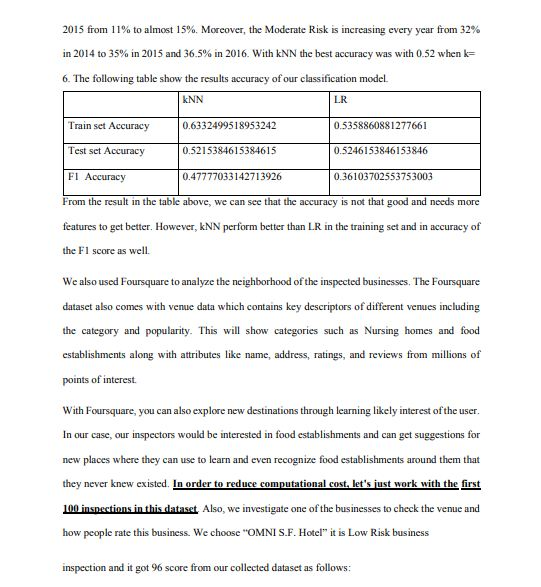 2015 from 11% to almost 15%. Moreover, the Moderate Risk is increasing every year from 32%
in 2014 to 35% in 2015 and 36.5% in 2016. With kNN the best accuracy was with 0.52 when k=
6. The following table show the results accuracy of our classification model.
kNN LR
Train set Accuracy 0.6332499518953242 0.5358860881277661
Test set Accuracy 0.5215384615384615 0.5246153846153846
F1 Accuracy 0.47777033142713926 0.36103702553753003
From the result in the table above, we can see that the accuracy is not that good and needs more
features to get better. However, kNN perform better than LR in the training set and in accuracy of
the F1 score as well.
We also used Foursquare to analyze the neighborhood of the inspected businesses. The Foursquare
dataset also comes with venue data which contains key descriptors of different venues including
the category and popularity. This will show categories such as Nursing homes and food
establishments along with attributes like name, address, ratings, and reviews from millions of
points of interest.
With Foursquare, you can also explore new destinations through learning likely interest of the user.
In our case, our inspectors would be interested in food establishments and can get suggestions for
new places where they can use to learn and even recognize food establishments around them that
they never knew existed. In order to reduce computational cost, let's just work with the first
100 inspections in this dataset. Also, we investigate one of the businesses to check the venue and
how people rate this business. We choose “OMNI S.F. Hotel” it is Low Risk business
inspection and it got 96 score from our collected dataset as follows: